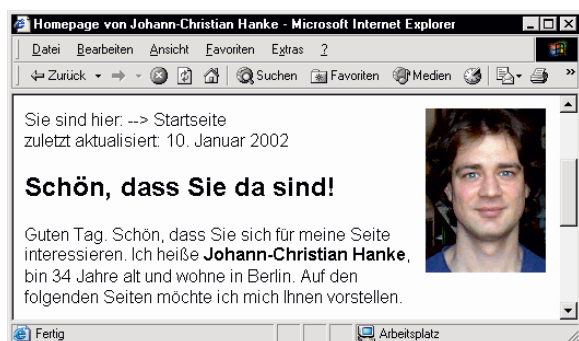 Homepage von Johann-Christian Hanke - Microsoft Internet Explorer
Datei Bearbeiten Ansicht Favoriten Extras ?
Zurück Suchen Favoriten Medien »
Sie sind hier: --> Startseite
zuletzt aktualisiert: 10. Januar 2002
Schön, dass Sie da sind!
Guten Tag. Schön, dass Sie sich für meine Seite
interessieren. Ich heiße Johann-Christian Hanke,
bin 34 Jahre alt und wohne in Berlin. Auf den
folgenden Seiten möchte ich mich Ihnen vorstellen.
Fertig Arbeitsplatz